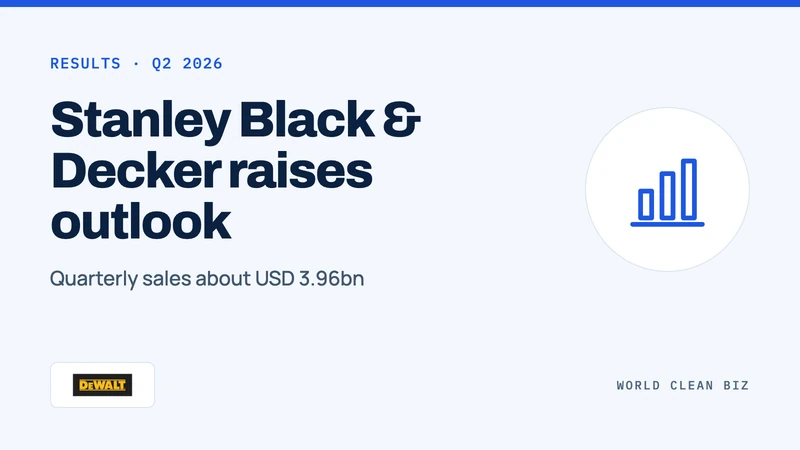 RESULTS · Q2 2026
Stanley Black &
Decker raises
outlook
Quarterly sales about USD 3.96bn
DEWALT
WORLD CLEAN BIZ